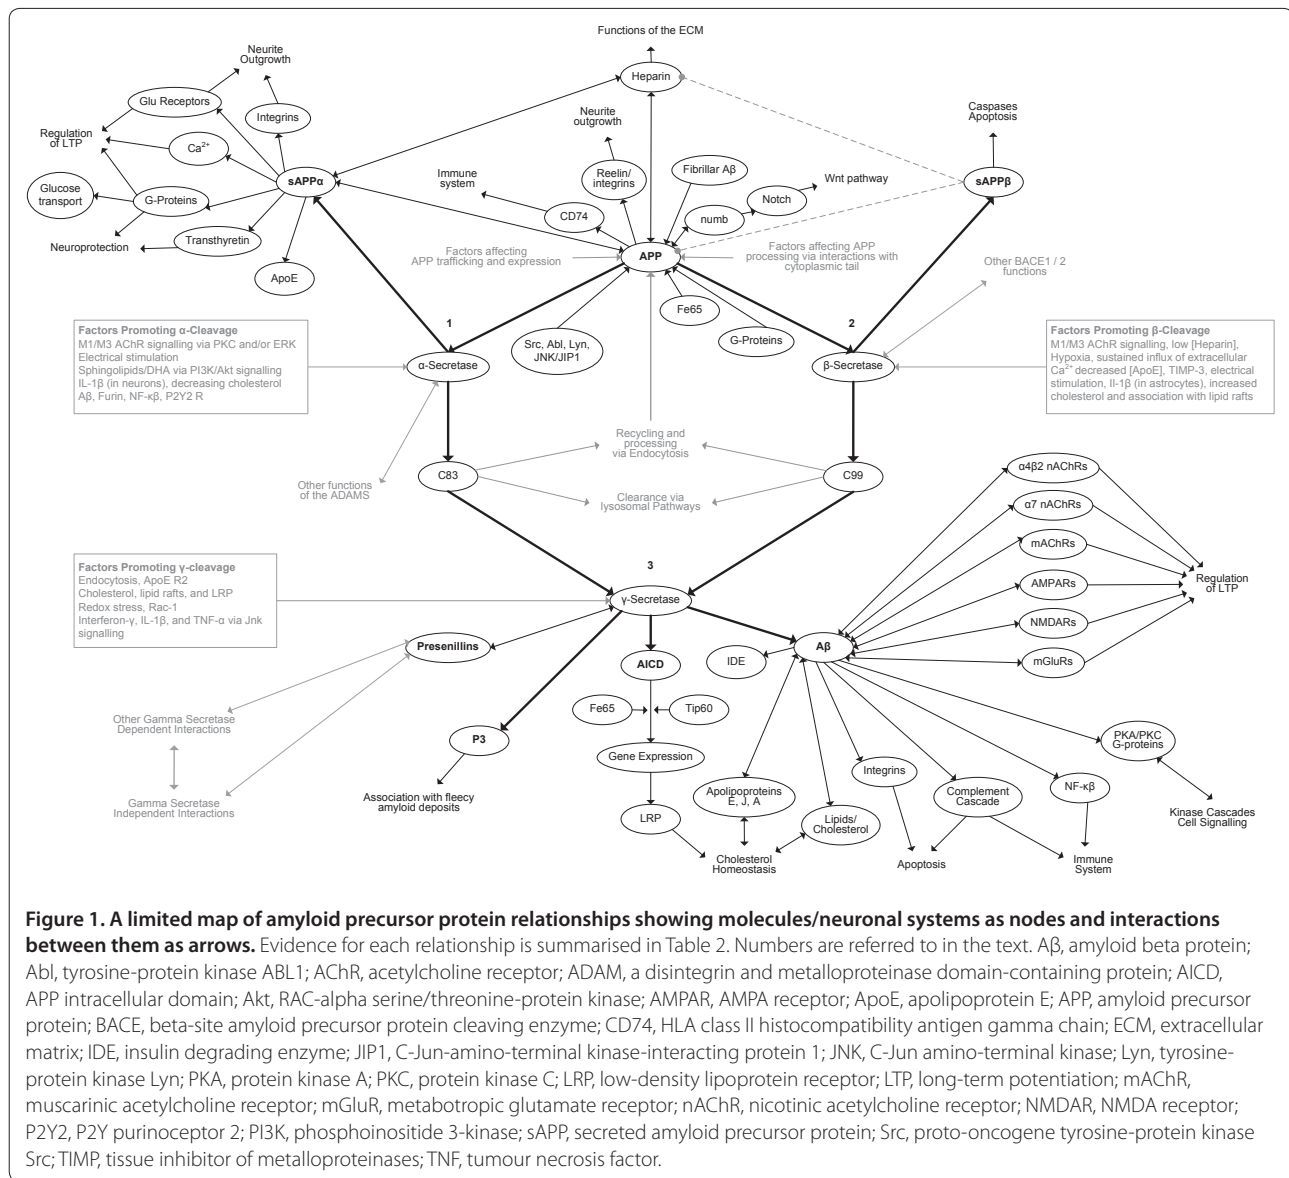 Functions of the ECM
Heparin
Neurite
Outgrowth
Glu Receptors
Integrins
Regulation
of LTP
Ca2+
sAPPα
Glucose
transport
G-Proteins
Neuroprotection
Transthyretin
ApoE
Neurite
outgrowth
Immune
system
Reelin/
integrins
Fibrillar Aβ
CD74
numb
Notch
Wnt pathway
Caspases
Apoptosis
sAPPβ
Factors affecting
APP trafficking and expression
APP
Factors affecting APP
processing via interactions with
cytoplasmic tail
Other BACE1 / 2
functions
Fe65
G-Proteins
Src, Abl, Lyn,
JNK/JIP1
1
2
Factors Promoting α-Cleavage
M1/M3 AChR signalling via PKC and/or ERK
Electrical stimulation
Sphingolipids/DHA via PI3K/Akt signalling
IL-1β (in neurons), decreasing cholesterol
Aβ, Furin, NF-κβ, P2Y2 R
α-Secretase
β-Secretase
Factors Promoting β-Cleavage
M1/M3 AChR signalling, low [Heparin],
Hypoxia, sustained influx of extracellular
Ca2+ decreased [ApoE], TIMP-3, electrical
stimulation, Il-1β (in astrocytes), increased
cholesterol and association with lipid rafts
Recycling and
processing
via Endocytosis
C83
C99
Other functions
of the ADAMS
Clearance via
lysosomal Pathways
α4β2 nAChRs
α7 nAChRs
mAChRs
AMPARs
NMDARs
mGluRs
Regulation
of LTP
Factors Promoting γ-cleavage
Endocytosis, ApoE R2
Cholesterol, lipid rafts, and LRP
Redox stress, Rac-1
Interferon-γ, IL-1β, and TNF-α via Jnk
signalling
3
γ-Secretase
Presenillins
AICD
IDE
Aβ
Fe65
Tip60
Other Gamma Secretase
Dependent Interactions
P3
Gene Expression
Gamma Secretase
Independent Interactions
Association with fleecy
amyloid deposits
LRP
Apolipoproteins
E, J, A
Lipids/
Cholesterol
Cholesterol
Homeostasis
Integrins
Complement
Cascade
Apoptosis
NF-κβ
Immune
System
PKA/PKC
G-proteins
Kinase Cascades
Cell Signalling
Figure 1. A limited map of amyloid precursor protein relationships showing molecules/neuronal systems as nodes and interactions
between them as arrows. Evidence for each relationship is summarised in Table 2. Numbers are referred to in the text. Aβ, amyloid beta protein;
Abl, tyrosine-protein kinase ABL1; AChR, acetylcholine receptor; ADAM, a disintegrin and metalloproteinase domain-containing protein; AICD,
APP intracellular domain; Akt, RAC-alpha serine/threonine-protein kinase; AMPAR, AMPA receptor; ApoE, apolipoprotein E; APP, amyloid precursor
protein; BACE, beta-site amyloid precursor protein cleaving enzyme; CD74, HLA class II histocompatibility antigen gamma chain; ECM, extracellular
matrix; IDE, insulin degrading enzyme; JIP1, C-Jun-amino-terminal kinase-interacting protein 1; JNK, C-Jun amino-terminal kinase; Lyn, tyrosine-
protein kinase Lyn; PKA, protein kinase A; PKC, protein kinase C; LRP, low-density lipoprotein receptor; LTP, long-term potentiation; mAChR,
muscarinic acetylcholine receptor; mGluR, metabotropic glutamate receptor; nAChR, nicotinic acetylcholine receptor; NMDAR, NMDA receptor;
P2Y2, P2Y purinoceptor 2; PI3K, phosphoinositide 3-kinase; sAPP, secreted amyloid precursor protein; Src, proto-oncogene tyrosine-protein kinase
Src; TIMP, tissue inhibitor of metalloproteinases; TNF, tumour necrosis factor.